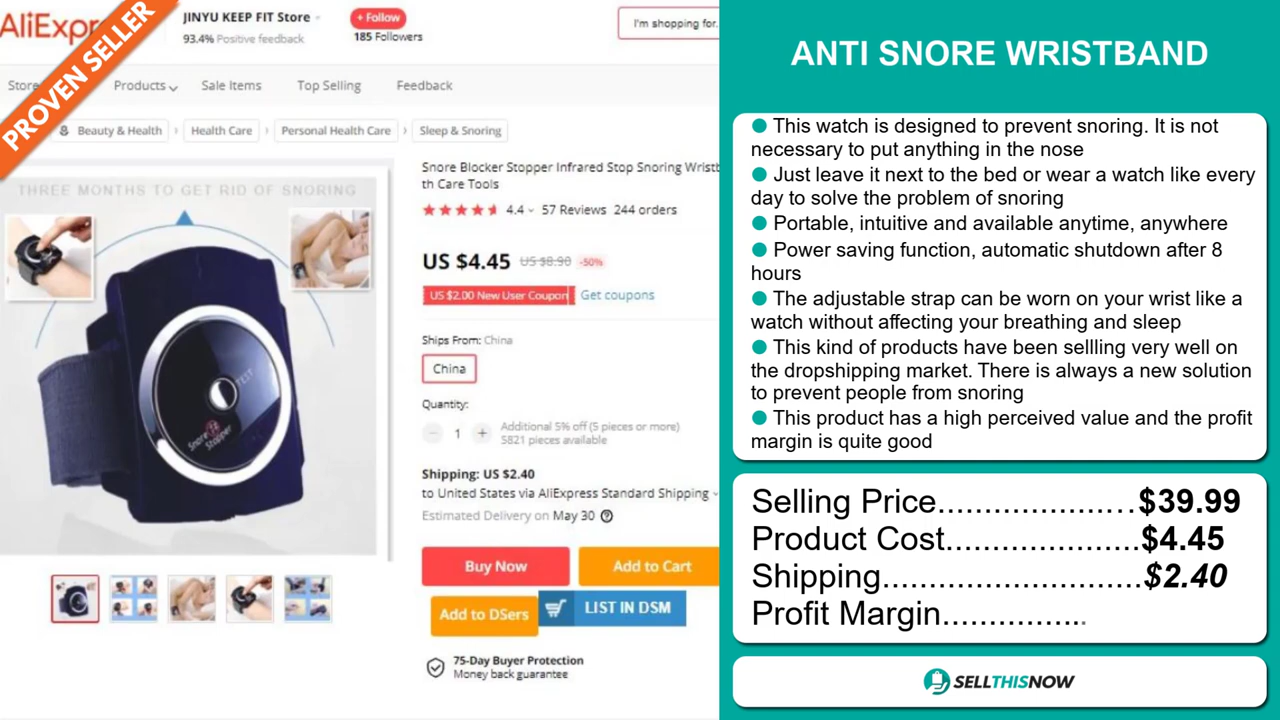 AliExpr
PROVEN SELLER
JINYU KEEP FIT Store
93.4% Positive feedback
+ Follow
185 Followers
I'm shopping for.
Store
Products
Sale Items
Top Selling
Feedback
Beauty & Health
Health Care
Personal Health Care
Sleep & Snoring
THREE MONTHS TO GET RID OF SNORING
Snore Stopper
TEST
Snore Blocker Stopper Infrared Stop Snoring Wristb
th Care Tools
4.4 57 Reviews 244 orders
US $4.45 US $8.90 -50%
US $2.00 New User Coupon Get coupons
Ships From: China
China
Quantity:
− 1 + Additional 5% off (5 pieces or more)
5821 pieces available
Shipping: US $2.40
to United States via AliExpress Standard Shipping
Estimated Delivery on May 30
Buy Now
Add to Cart
Add to DSers
LIST IN DSM
75-Day Buyer Protection
Money back guarantee
ANTI SNORE WRISTBAND
● This watch is designed to prevent snoring. It is not
necessary to put anything in the nose
● Just leave it next to the bed or wear a watch like every
day to solve the problem of snoring
● Portable, intuitive and available anytime, anywhere
● Power saving function, automatic shutdown after 8
hours
● The adjustable strap can be worn on your wrist like a
watch without affecting your breathing and sleep
● This kind of products have been sellling very well on
the dropshipping market. There is always a new solution
to prevent people from snoring
● This product has a high perceived value and the profit
margin is quite good
Selling Price......................$39.99
Product Cost.....................$4.45
Shipping............................$2.40
Profit Margin................
SELLTHISNOW